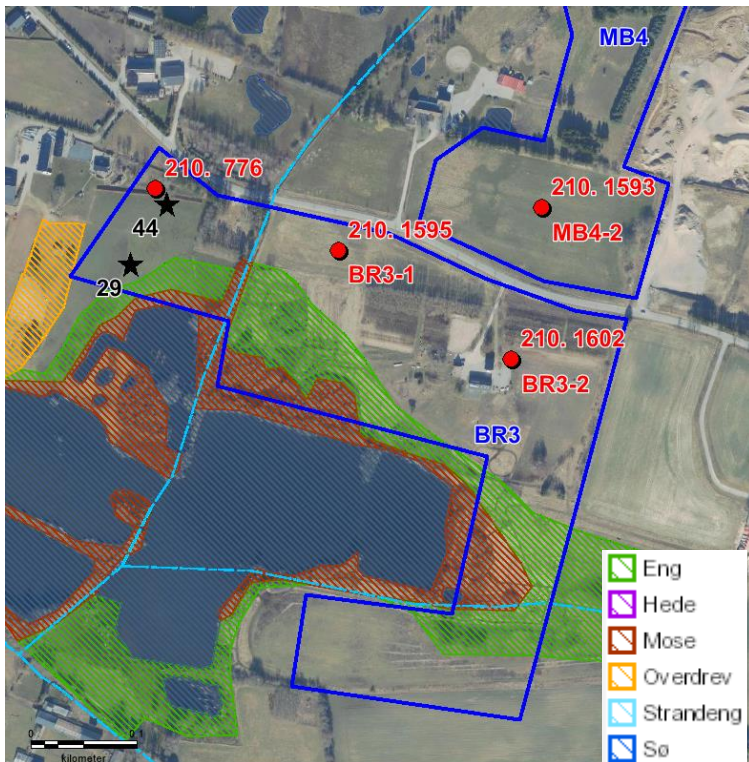 MB4
210. 776
44
29
210. 1593
MB4-2
210. 1595
BR3-1
210. 1602
BR3-2
BR3
Eng
Hede
Mose
Overdrev
Strandeng
Sø
0 0.1
kilometer